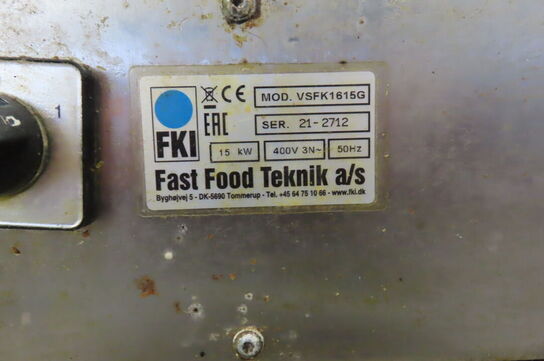 1
FKI
CE
EAC
MOD. VSFK1615G
SER. 21-2712
15 kW
400V 3N~
50Hz
Fast Food Teknik a/s
Byghøjvej 5 - DK-5690 Tommerup - Tel. +45 64 75 10 66 - www.fki.dk